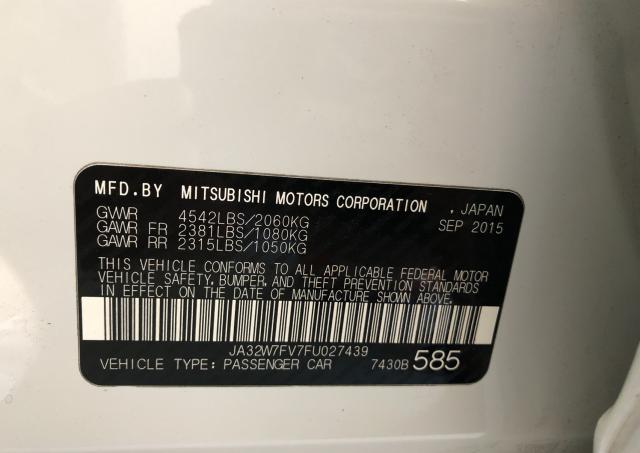 MFD.BY MITSUBISHI MOTORS CORPORATION , JAPAN
GVWR 4542LBS/2060KG SEP 2015
GAWR FR 2381LBS/1080KG
GAWR RR 2315LBS/1050KG
THIS VEHICLE CONFORMS TO ALL APPLICABLE FEDERAL MOTOR
VEHICLE SAFETY, BUMPER, AND THEFT PREVENTION STANDARDS
IN EFFECT ON THE DATE OF MANUFACTURE SHOWN ABOVE.
JA32W7FV7FU027439
VEHICLE TYPE: PASSENGER CAR 7430B 585